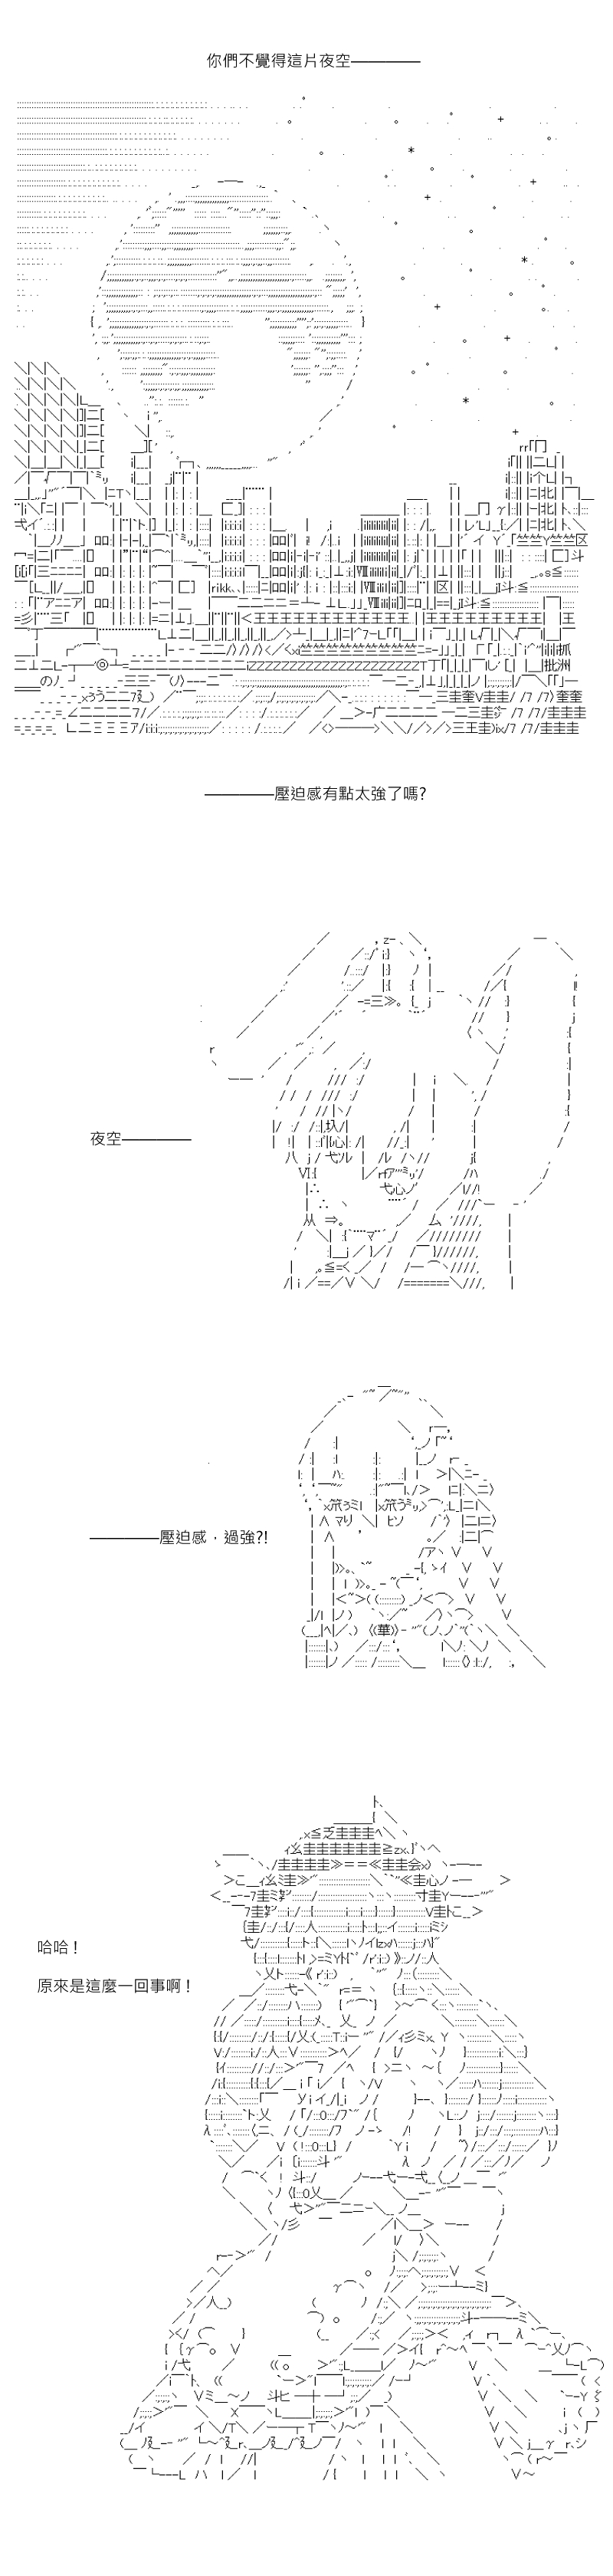 你們不覺得這片夜空————
————壓迫感有點太強了嗎?
夜空————
————壓迫感，過強?!
哈哈！
原來是這麼一回事啊！